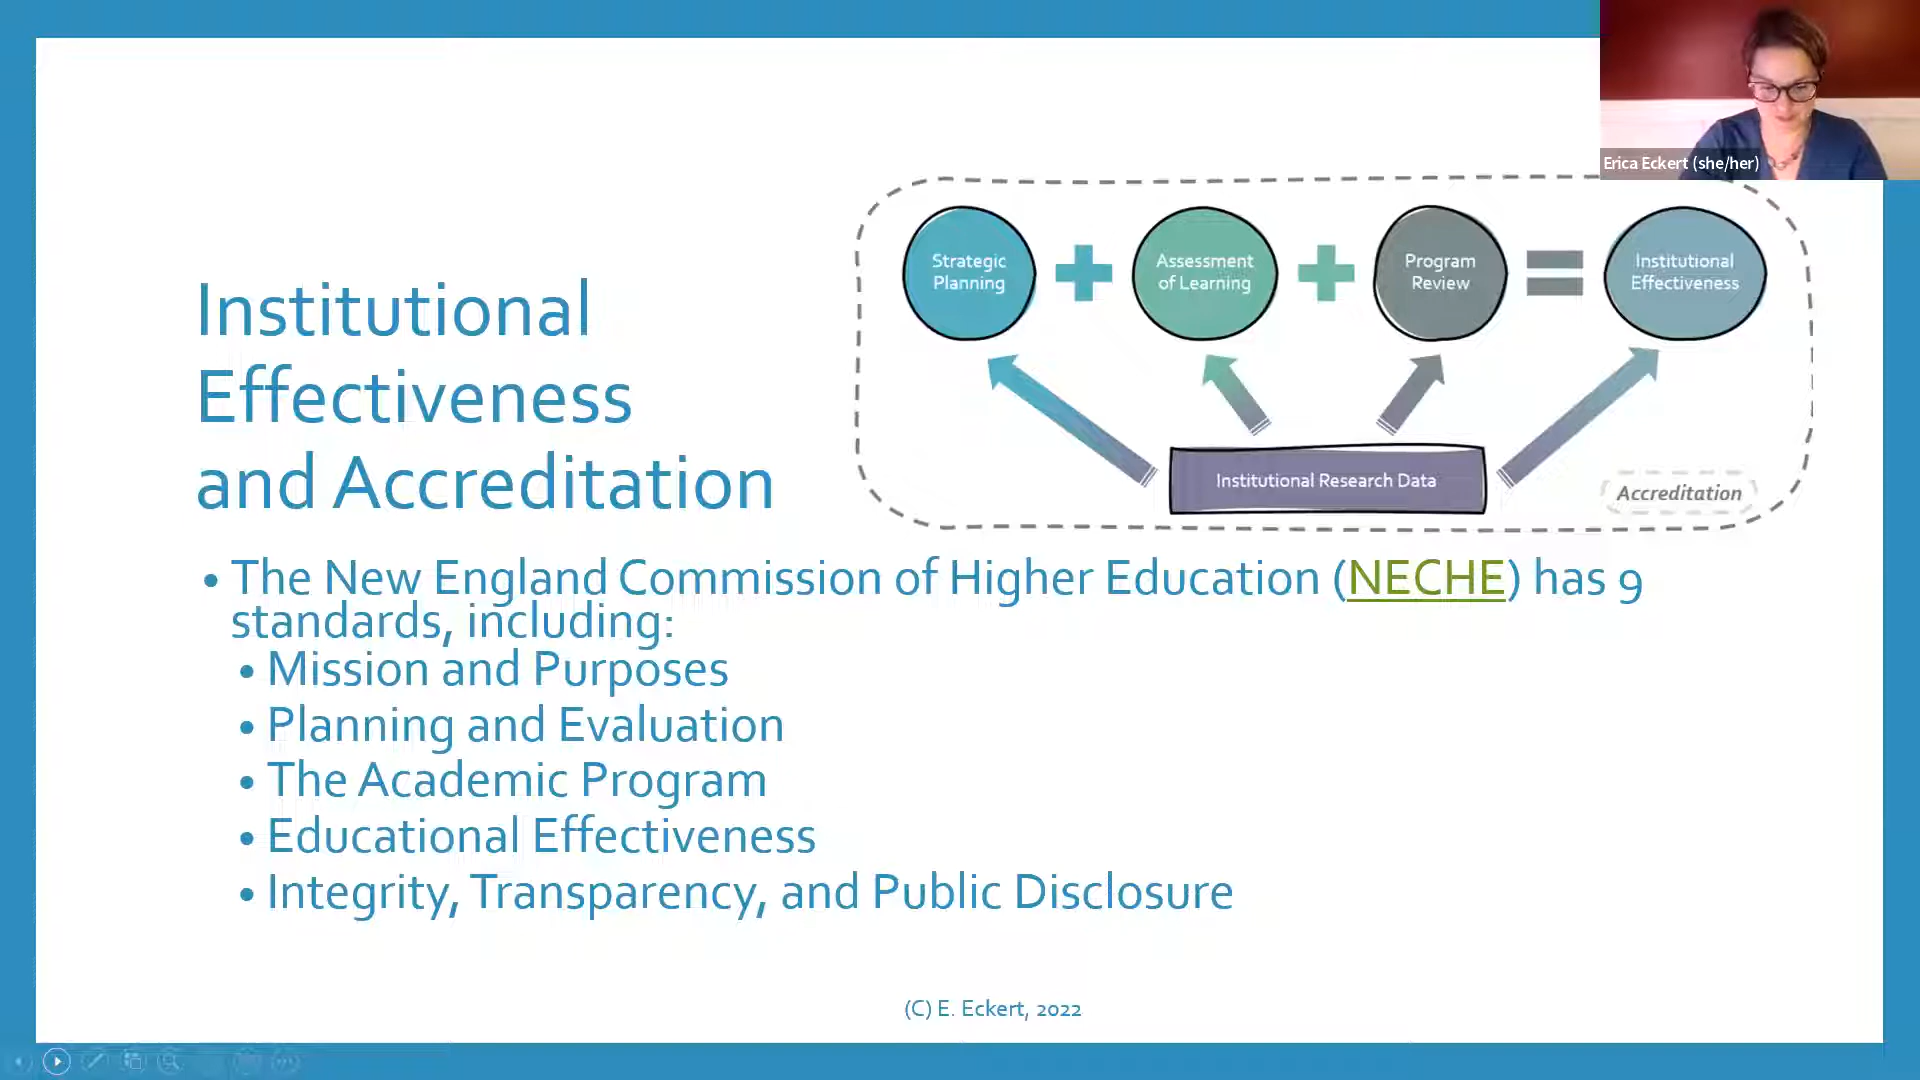 Erica Eckert (she/her)
Strategic
Planning
Assessment
of Learning
Program
Review
Institutional
Effectiveness
Institutional Research Data
Accreditation
Institutional
Effectiveness
and Accreditation
• The New England Commission of Higher Education (NECHE) has 9
standards, including:
• Mission and Purposes
• Planning and Evaluation
• The Academic Program
• Educational Effectiveness
• Integrity, Transparency, and Public Disclosure
(C) E. Eckert, 2022